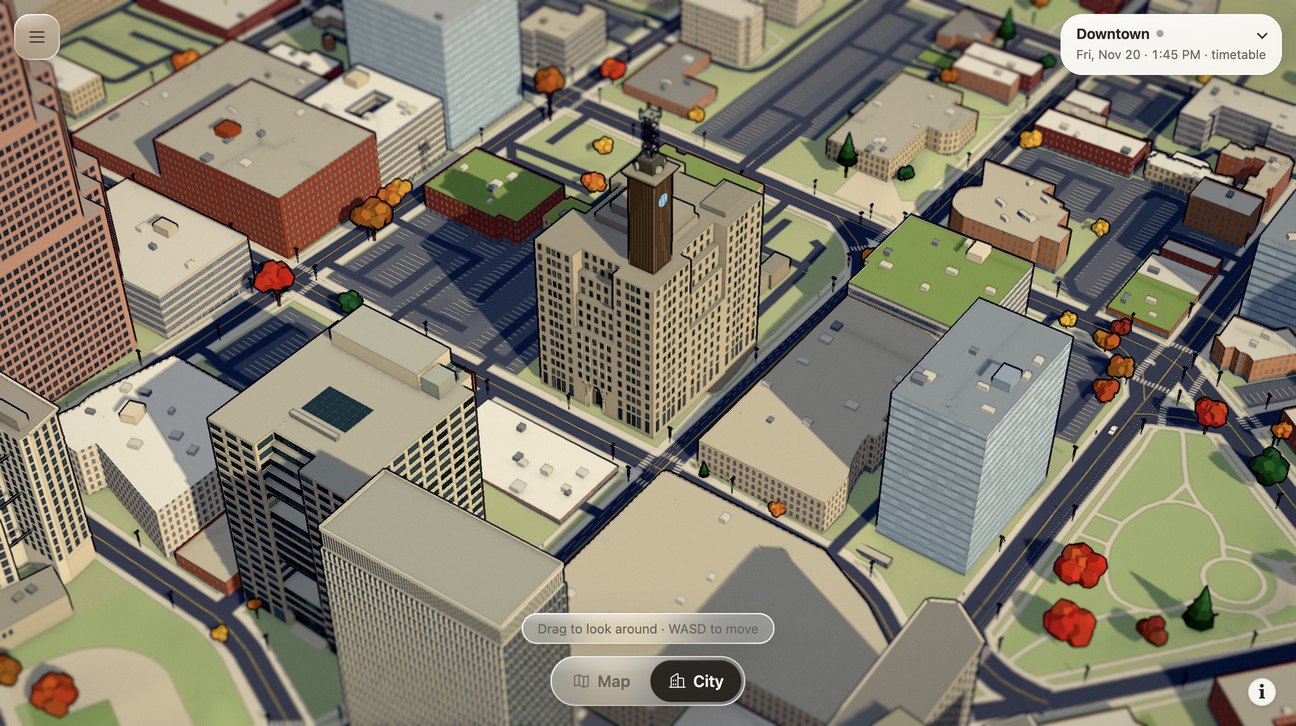 Downtown
Fri, Nov 20 · 1:45 PM · timetable
Drag to look around · WASD to move
Map
City
i